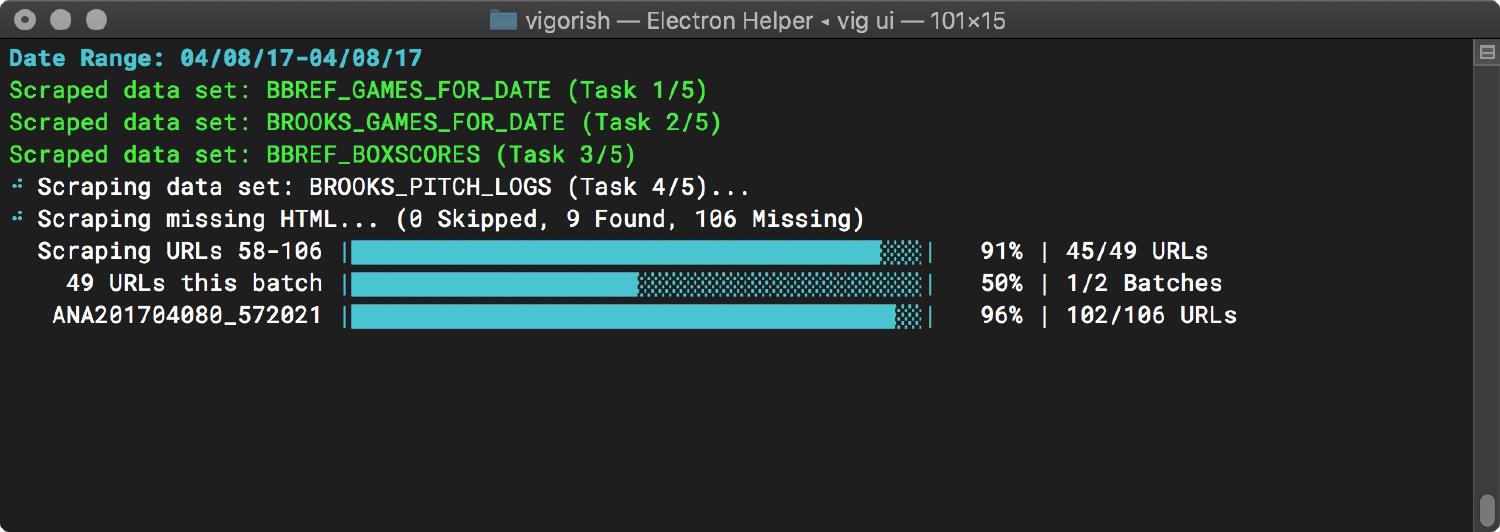 vigorish — Electron Helper ◂ vig ui — 101×15
Date Range: 04/08/17-04/08/17
Scraped data set: BBREF_GAMES_FOR_DATE (Task 1/5)
Scraped data set: BROOKS_GAMES_FOR_DATE (Task 2/5)
Scraped data set: BBREF_BOXSCORES (Task 3/5)
Scraping data set: BROOKS_PITCH_LOGS (Task 4/5)...
Scraping missing HTML... (0 Skipped, 9 Found, 106 Missing)
Scraping URLs 58-106 | | 91% | 45/49 URLs
49 URLs this batch | | 50% | 1/2 Batches
ANA201704080_572021 | | 96% | 102/106 URLs